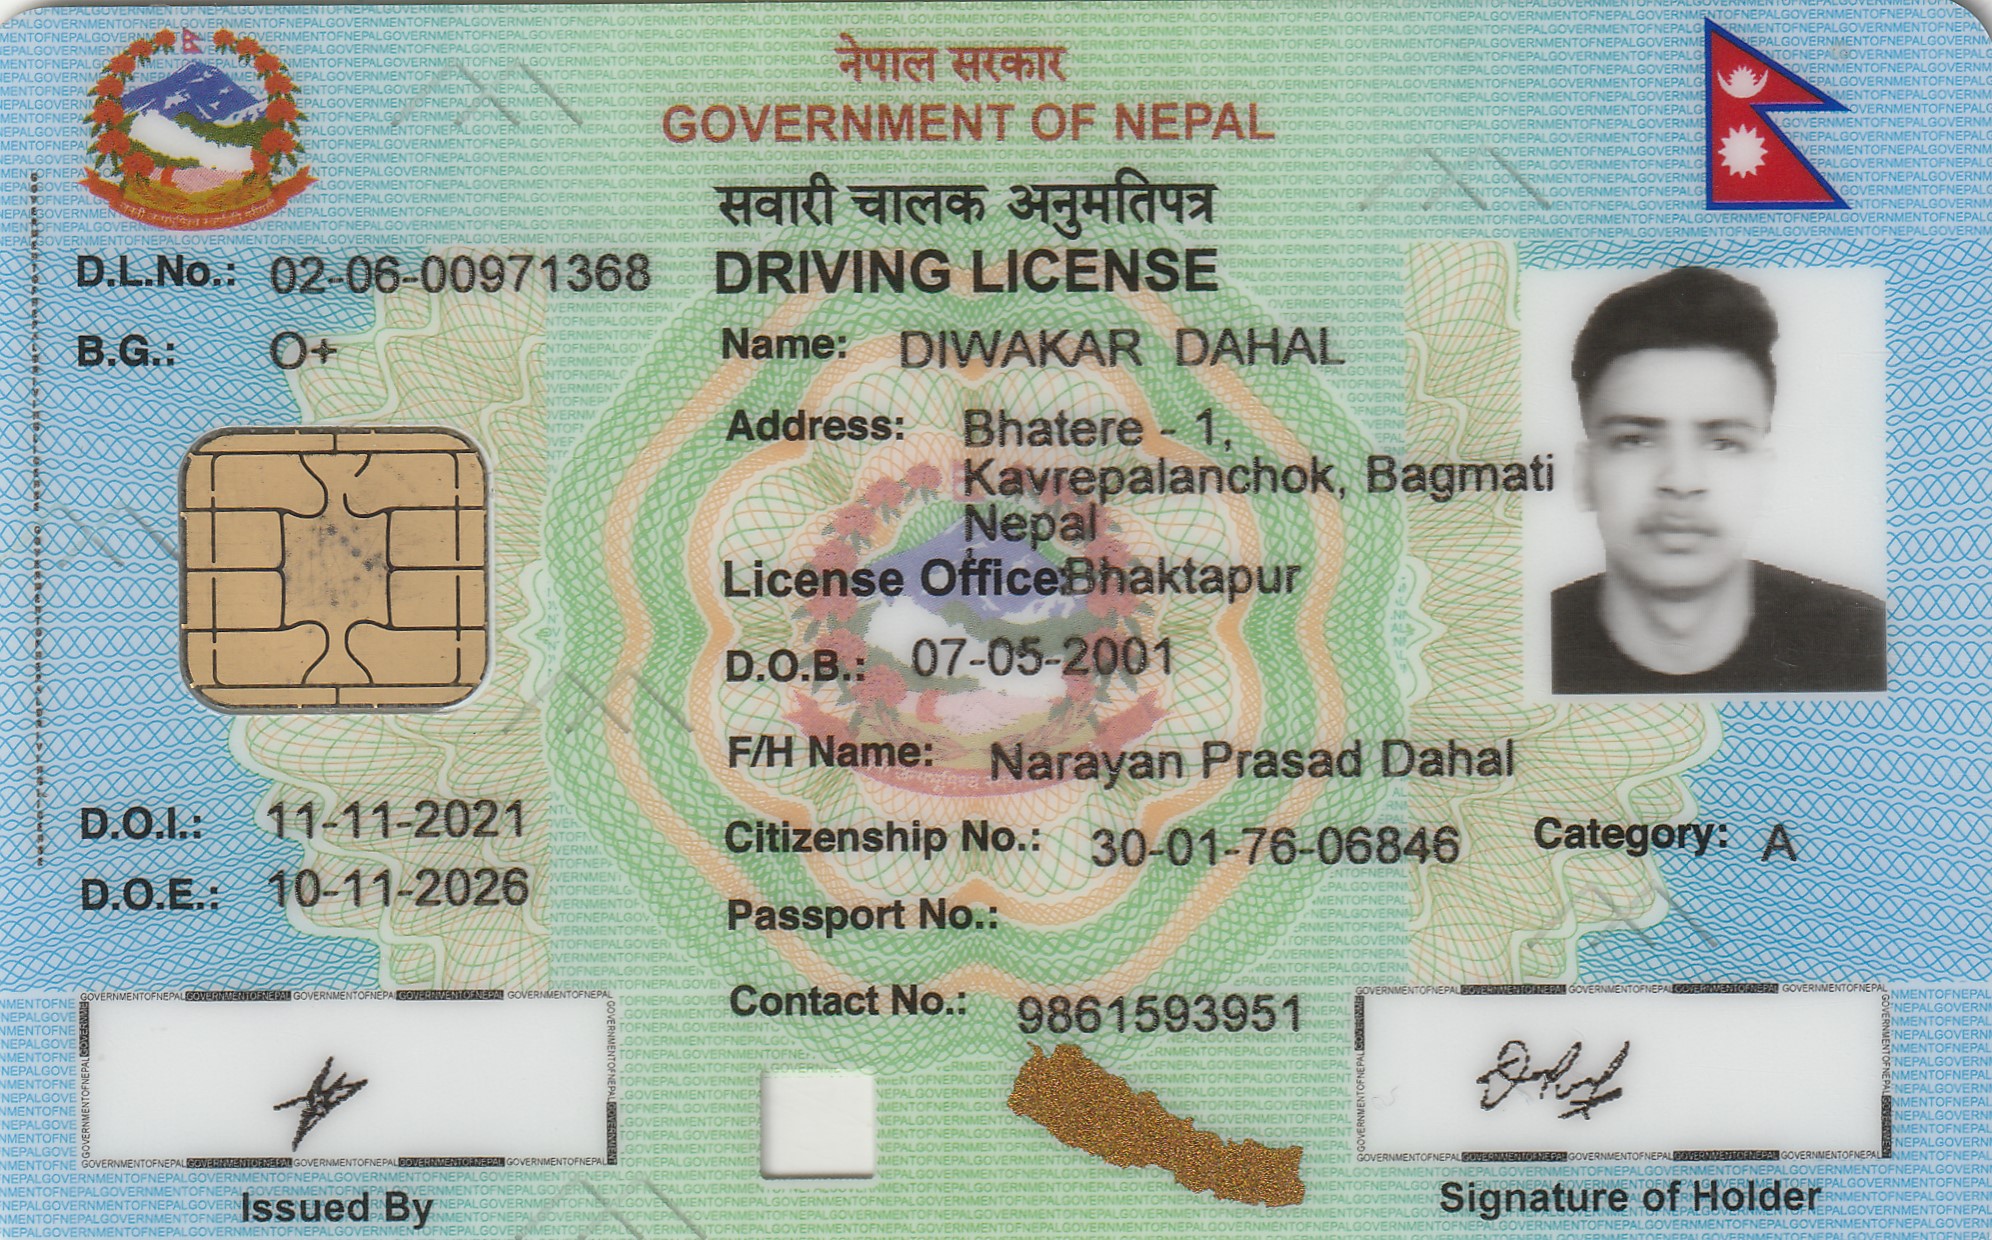 नेपाल सरकार
GOVERNMENT OF NEPAL
सवारी चालक अनुमतिपत्र
DRIVING LICENSE
D.L.No.: 02-06-00971368
B.G.: O+
Name: DIWAKAR DAHAL
Address: Bhatere - 1,
Kavrepalanchok, Bagmati
Nepal
License Office: Bhaktapur
D.O.B.: 07-05-2001
F/H Name: Narayan Prasad Dahal
D.O.I.: 11-11-2021
D.O.E.: 10-11-2026
Citizenship No.: 30-01-76-06846
Category: A
Passport No.:
Contact No.: 9861593951
Issued By
Signature of Holder